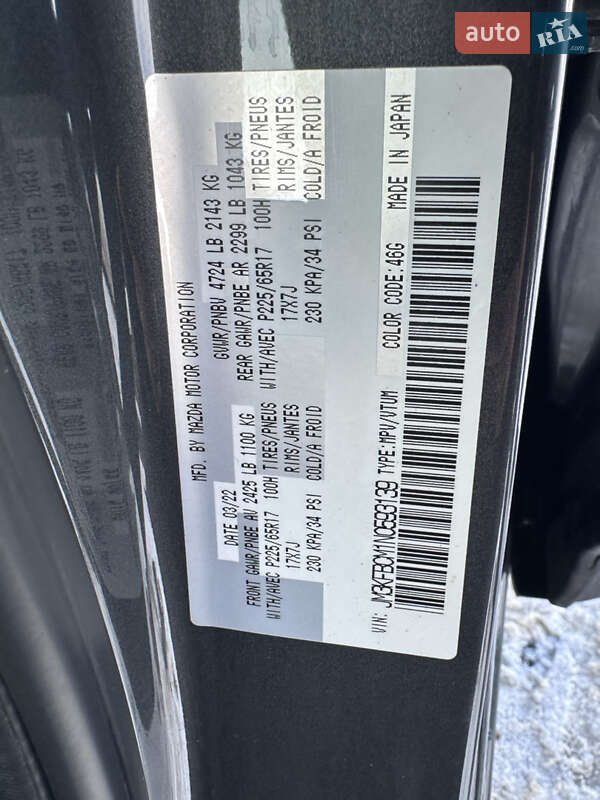 auto RIA.com
MFD. BY MAZDA MOTOR CORPORATION
DATE 03/22 GVWR/PNBV 4724 LB 2143 KG
FRONT GAWR/PNBE AV 2425 LB 1100 KG REAR GAWR/PNBE AR 2299 LB 1043 KG
WITH/AVEC P225/65R17 100H TIRES/PNEUS WITH/AVEC P225/65R17 100H TIRES/PNEUS
17X7J RIMS/JANTES 17X7J RIMS/JANTES
230 KPA/34 PSI COLD/A FROID 230 KPA/34 PSI COLD/A FROID
VIN: JM3KFBCM1N0593139 TYPE:MPV/VTUM COLOR CODE:46G MADE IN JAPAN